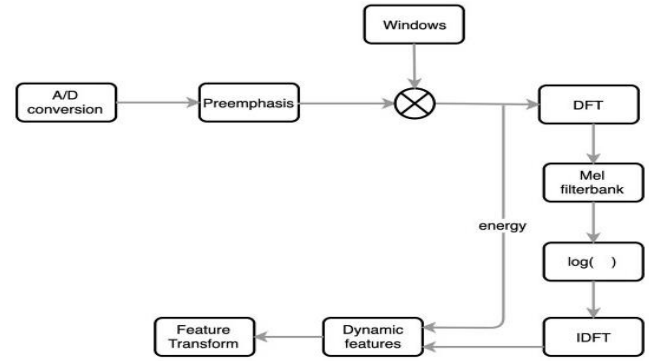 Windows
A/D
conversion
Preemphasis
DFT
Mel
filterbank
energy
log( )
Feature
Transform
Dynamic
features
IDFT